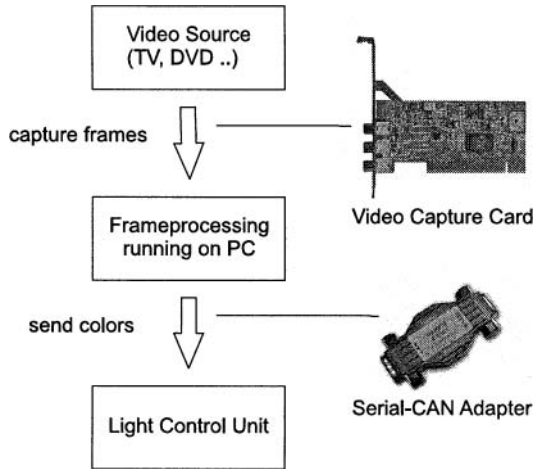 Video Source
(TV, DVD ..)
capture frames
Video Capture Card
Frameprocessing
running on PC
send colors
Serial-CAN Adapter
Light Control Unit